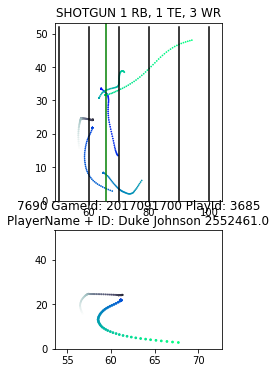 SHOTGUN 1 RB, 1 TE, 3 WR
50
40
30
20
10
0
60 80 100
7690 GameId: 2017091700 PlayId: 3685
PlayerName + ID: Duke Johnson 2552461.0
40
20
0
55 60 65 70